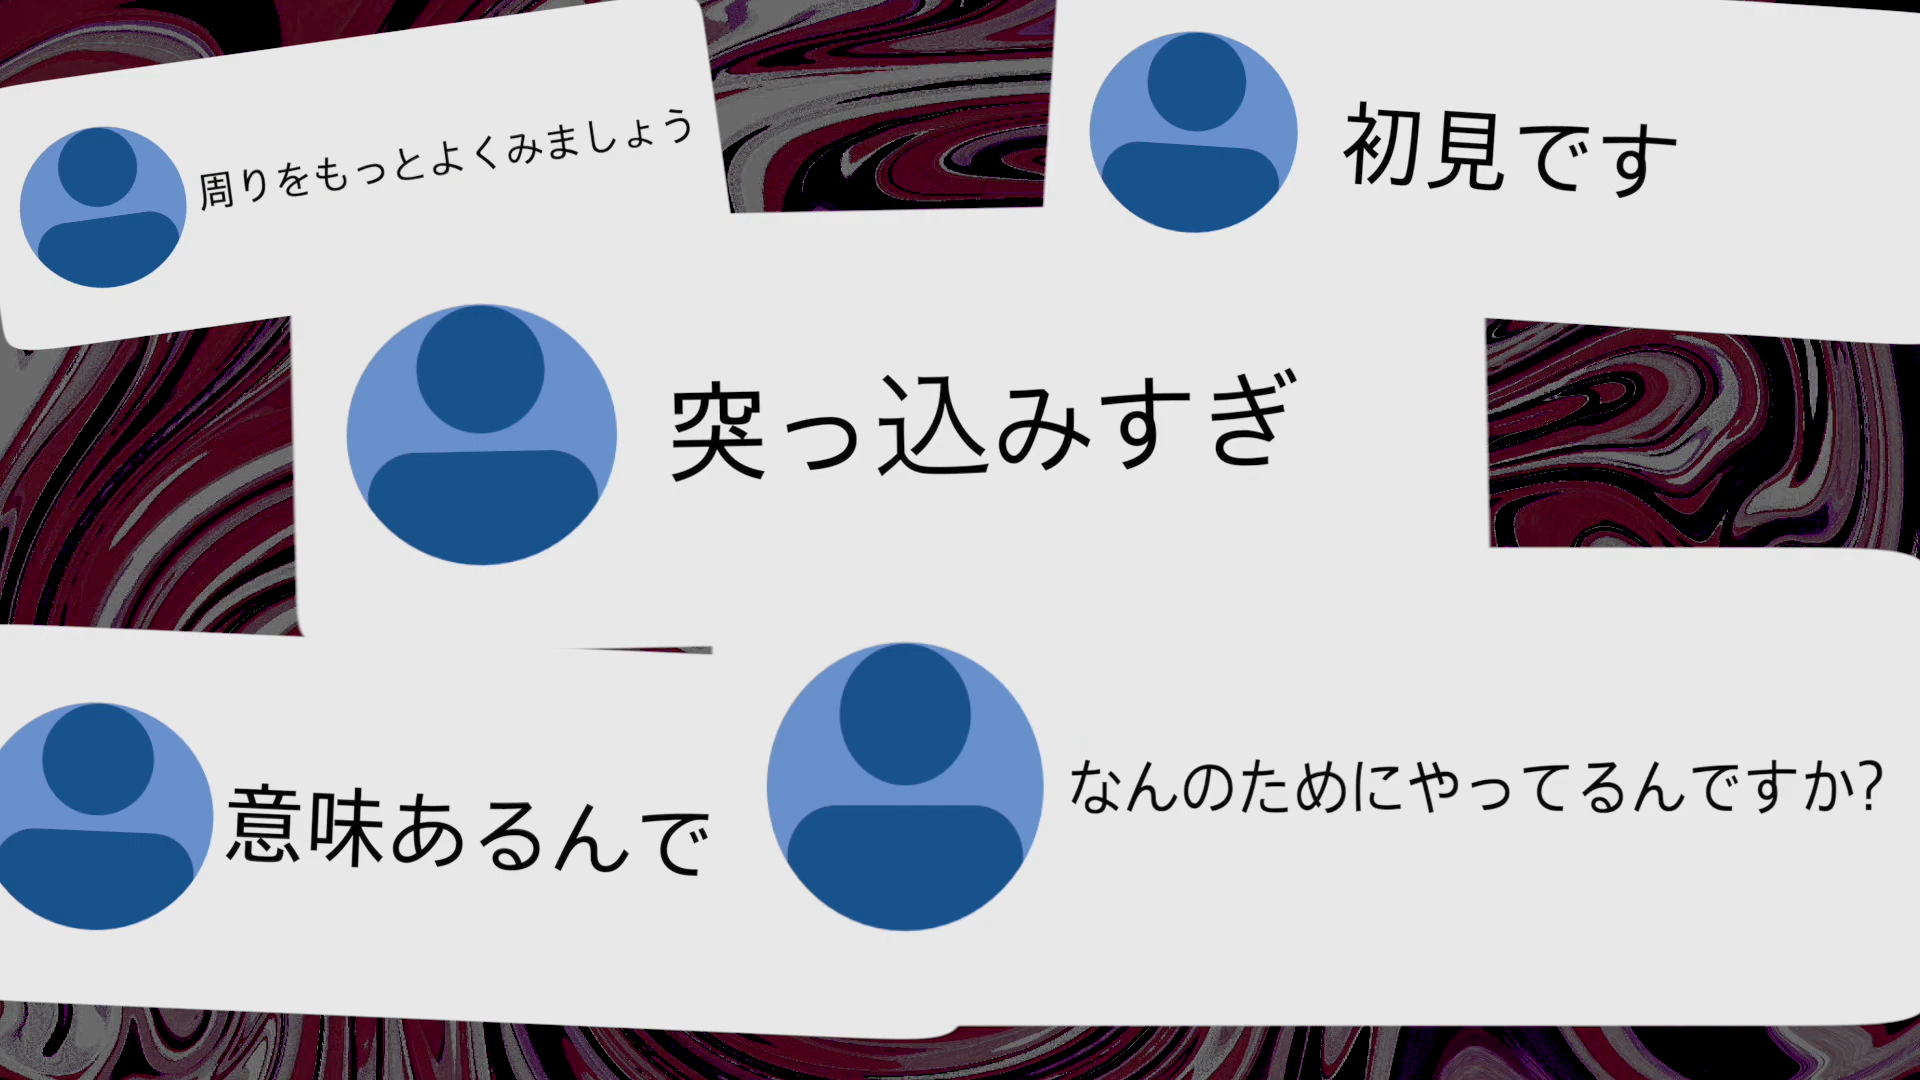 周りをもっとよくみましょう
初見です
突っ込みすぎ
意味あるんで
なんのためにやってるんですか?